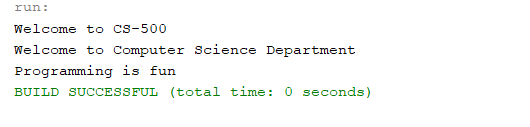 run:
Welcome to CS-500
Welcome to Computer Science Department
Programming is fun
BUILD SUCCESSFUL (total time: 0 seconds)